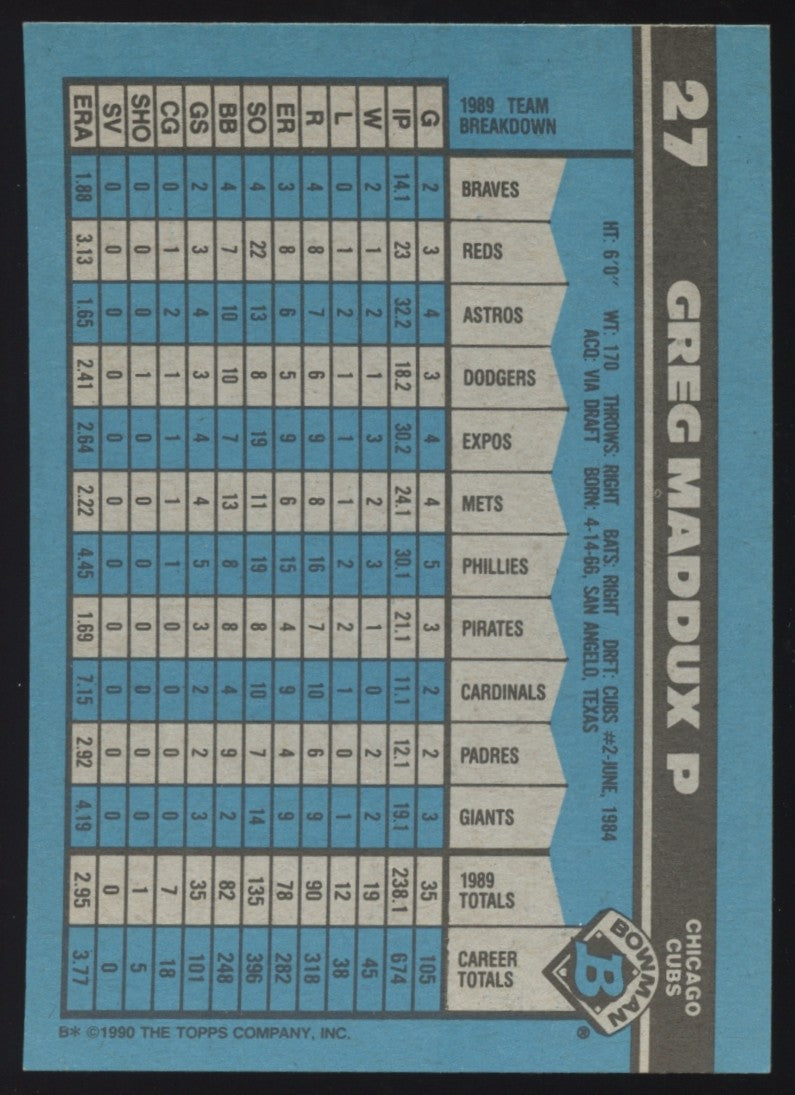 27 GREG MADDUX P CHICAGO
CUBS
HT: 6'0" WT: 170 THROWS: RIGHT BATS: RIGHT DRFT: CUBS #2-JUNE, 1984
ACQ: VIA DRAFT BORN: 4-14-66, SAN ANGELO, TEXAS
BOWMAN
B
®
1989 TEAM
BREAKDOWN
BRAVES
REDS
ASTROS
DODGERS
EXPOS
METS
PHILLIES
PIRATES
CARDINALS
PADRES
GIANTS
1989
TOTALS
CAREER
TOTALS
G 2 3 4 3 4 4 5 3 2 2 3 35 105
IP 14.1 23 32.2 18.2 30.2 24.1 30.1 21.1 11.1 12.1 19.1 238.1 674
W 2 1 2 1 3 2 3 1 0 2 2 19 45
L 0 1 2 1 1 1 2 2 1 0 1 12 38
R 4 8 7 6 9 8 16 7 10 6 9 90 318
ER 3 8 6 5 9 6 15 4 9 4 9 78 282
SO 4 22 13 8 19 11 19 8 10 7 14 135 396
BB 4 7 10 10 7 13 8 8 4 9 2 82 248
GS 2 3 4 3 4 4 5 3 2 2 3 35 101
CG 0 1 2 1 1 1 1 0 0 0 0 7 18
SHO 0 0 0 1 0 0 0 0 0 0 0 1 5
SV 0 0 0 0 0 0 0 0 0 0 0 0 0
ERA 1.88 3.13 1.65 2.41 2.64 2.22 4.45 1.69 7.15 2.92 4.19 2.95 3.77
B* ©1990 THE TOPPS COMPANY, INC.